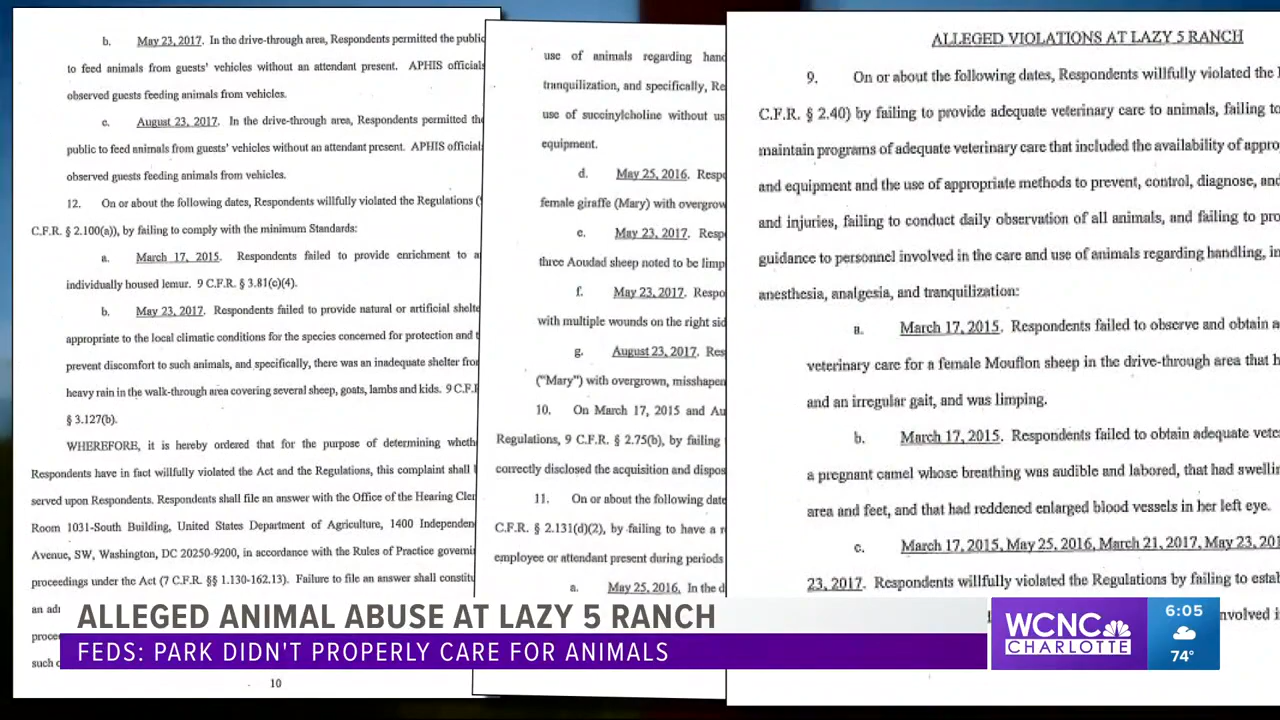 b. May 23, 2017. In the drive-through area, Respondents permitted the public
to feed animals from guests' vehicles without an attendant present. APHIS officials
observed guests feeding animals from vehicles.
c. August 23, 2017. In the drive-through area, Respondents permitted the
public to feed animals from guests' vehicles without an attendant present. APHIS official
observed guests feeding animals from vehicles.
12. On or about the following dates, Respondents willfully violated the Regulations (
C.F.R. § 2.100(a)), by failing to comply with the minimum Standards:
a. March 17, 2015. Respondents failed to provide enrichment to a
individually housed lemur. 9 C.F.R. § 3.81(c)(4).
b. May 23, 2017. Respondents failed to provide natural or artificial shelte
appropriate to the local climatic conditions for the species concerned for protection and
prevent discomfort to such animals, and specifically, there was an inadequate shelter from
heavy rain in the walk-through area covering several sheep, goats, lambs and kids. 9 C.F.
§ 3.127(b).
WHEREFORE, it is hereby ordered that for the purpose of determining wheth
Respondents have in fact willfully violated the Act and the Regulations, this complaint shall
served upon Respondents. Respondents shall file an answer with the Office of the Hearing Cler
Room 1031-South Building, United States Department of Agriculture, 1400 Independen
Avenue, SW, Washington, DC 20250-9200, in accordance with the Rules of Practice governi
proceedings under the Act (7 C.F.R. §§ 1.130-162.13). Failure to file an answer shall constitu
an ad
proce
such
10
use of animals regarding hand
tranquilization, and specifically, Re
use of succinylcholine without us
equipment.
d. May 25, 2016. Resp
female giraffe (Mary) with overgrow
e. May 23, 2017. Resp
three Aoudad sheep noted to be limp
f. May 23, 2017. Respo
with multiple wounds on the right sid
g. August 23, 2017. Res
("Mary") with overgrown, misshapen
10. On March 17, 2015 and Au
Regulations, 9 C.F.R. § 2.75(b), by failing
correctly disclosed the acquisition and dispos
11. On or about the following date
C.F.R. § 2.131(d)(2), by failing to have a r
employee or attendant present during periods
a. May 25, 2016. In the d
ALLEGED VIOLATIONS AT LAZY 5 RANCH
9. On or about the following dates, Respondents willfully violated the
C.F.R. § 2.40) by failing to provide adequate veterinary care to animals, failing to
maintain programs of adequate veterinary care that included the availability of appro
and equipment and the use of appropriate methods to prevent, control, diagnose, and
and injuries, failing to conduct daily observation of all animals, and failing to pro
guidance to personnel involved in the care and use of animals regarding handling, in
anesthesia, analgesia, and tranquilization:
a. March 17, 2015. Respondents failed to observe and obtain a
veterinary care for a female Mouflon sheep in the drive-through area that h
and an irregular gait, and was limping.
b. March 17, 2015. Respondents failed to obtain adequate vete
a pregnant camel whose breathing was audible and labored, that had swellin
area and feet, and that had reddened enlarged blood vessels in her left eye.
c. March 17, 2015, May 25, 2016, March 21, 2017, May 23, 201
23, 2017. Respondents willfully violated the Regulations by failing to estab
nvolved i
ALLEGED ANIMAL ABUSE AT LAZY 5 RANCH
FEDS: PARK DIDN'T PROPERLY CARE FOR ANIMALS
WCNC
CHARLOTTE
6:05
74°